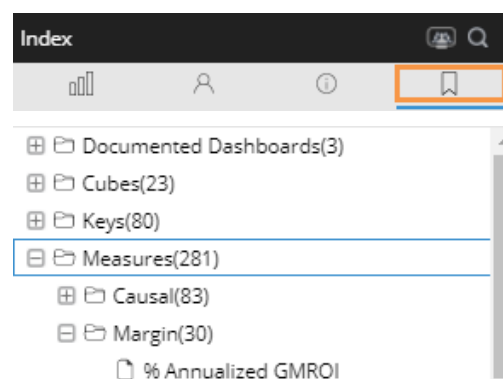 Index
Documented Dashboards(3)
Cubes(23)
Keys(80)
Measures(281)
Causal(83)
Margin(30)
% Annualized GMROI